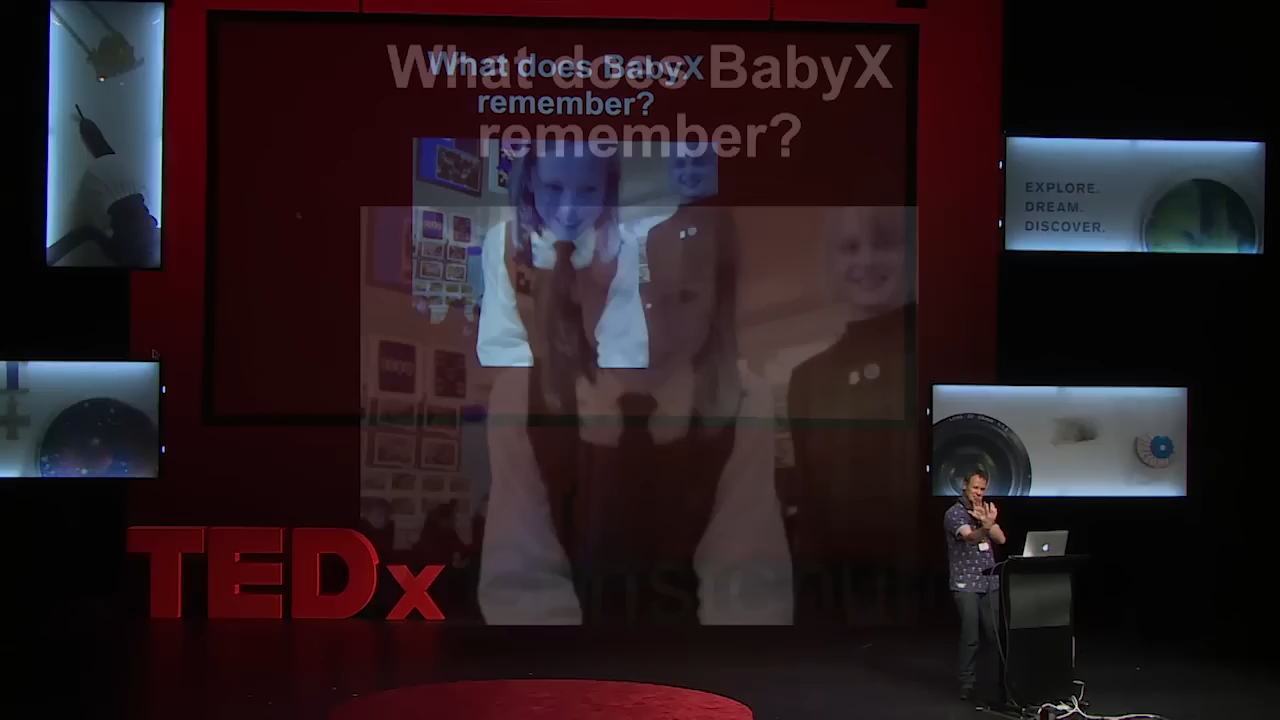 What does BabyX
remember?
What does BabyX
remember?
EXPLORE.
DREAM.
DISCOVER.
TEDx